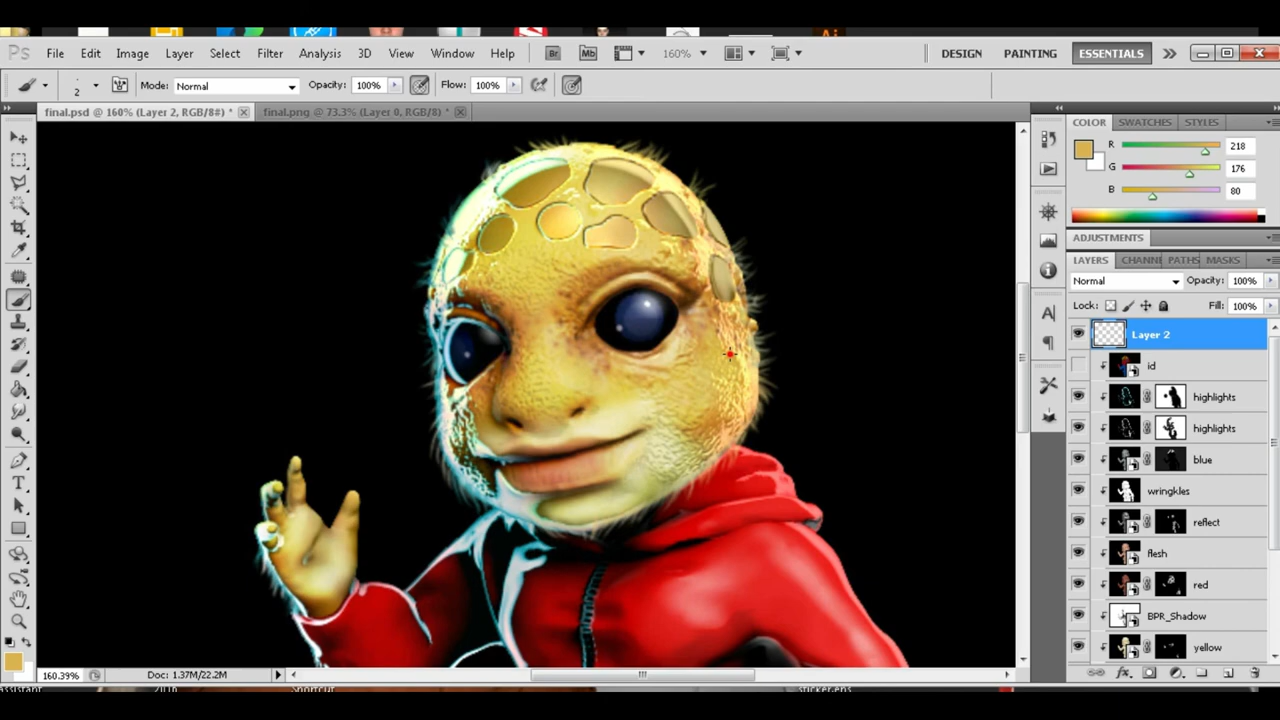 Ps File Edit Image Layer Select Filter Analysis 3D View Window Help Br Mb 160% DESIGN PAINTING ESSENTIALS
2 Mode: Normal Opacity: 100% Flow: 100%
final.psd @ 160% (Layer 2, RGB/8#) * final.png @ 73.3% (Layer 0, RGB/8) *
COLOR SWATCHES STYLES
R 218
G 176
B 80
ADJUSTMENTS
LAYERS CHANNE PATHS MASKS
Normal Opacity: 100%
Lock: Fill: 100%
Layer 2
id
highlights
highlights
blue
wringkles
reflect
flesh
red
BPR_Shadow
yellow
160.39% Doc: 1.37M/22.2M